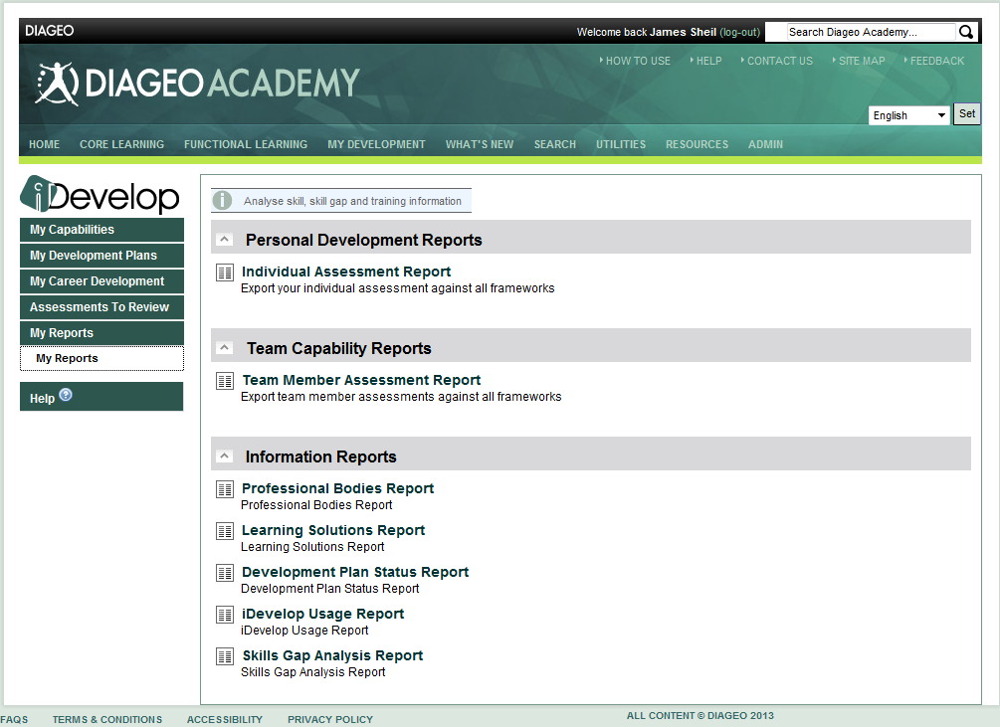 DIAGEO
Welcome back James Sheil (log-out)
Search Diageo Academy...
HOW TO USE
HELP
CONTACT US
SITE MAP
FEEDBACK
DIAGEO ACADEMY
English
Set
HOME
CORE LEARNING
FUNCTIONAL LEARNING
MY DEVELOPMENT
WHAT'S NEW
SEARCH
UTILITIES
RESOURCES
ADMIN
iDevelop
My Capabilities
My Development Plans
My Career Development
Assessments To Review
My Reports
My Reports
Help ?
i Analyse skill, skill gap and training information
Personal Development Reports
Individual Assessment Report
Export your individual assessment against all frameworks
Team Capability Reports
Team Member Assessment Report
Export team member assessments against all frameworks
Information Reports
Professional Bodies Report
Professional Bodies Report
Learning Solutions Report
Learning Solutions Report
Development Plan Status Report
Development Plan Status Report
iDevelop Usage Report
iDevelop Usage Report
Skills Gap Analysis Report
Skills Gap Analysis Report
FAQS
TERMS & CONDITIONS
ACCESSIBILITY
PRIVACY POLICY
ALL CONTENT © DIAGEO 2013